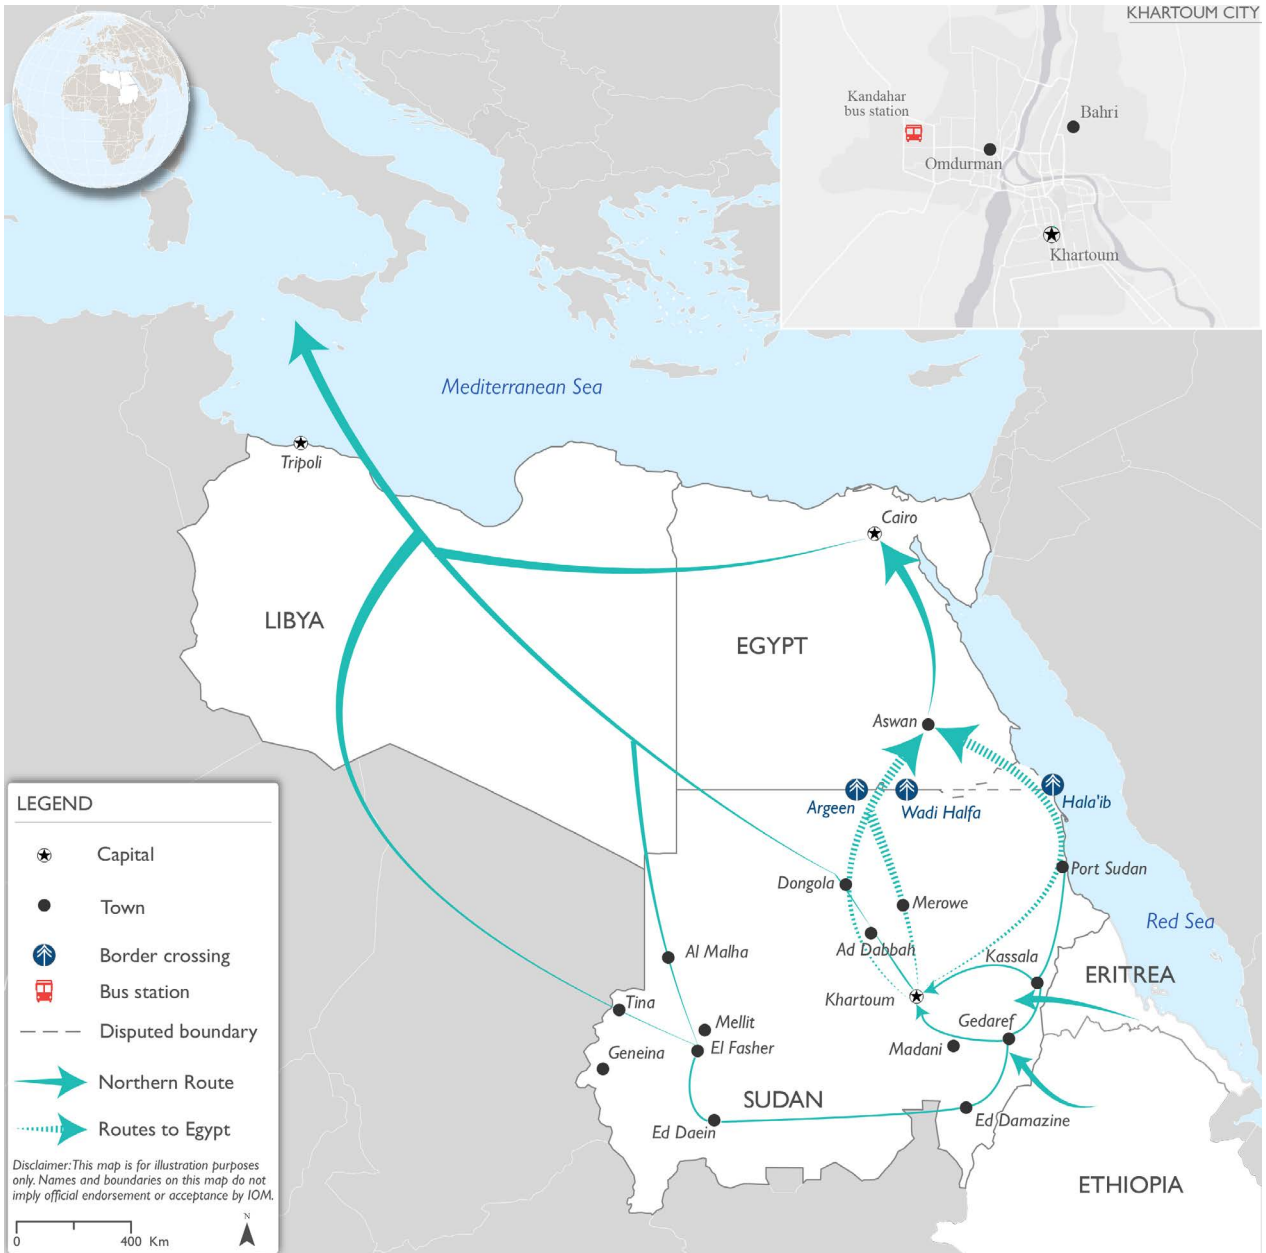 KHARTOUM CITY
Kandahar
bus station
Bahri
Omdurman
Khartoum
Mediterranean Sea
Tripoli
Cairo
LIBYA
EGYPT
Aswan
Argeen
Wadi Halfa
Hala'ib
Dongola
Port Sudan
Merowe
Red Sea
Ad Dabbah
Al Malha
Kassala
ERITREA
Khartoum
Tina
Mellit
Gedaref
El Fasher
Madani
Geneina
SUDAN
Ed Daein
Ed Damazine
ETHIOPIA
LEGEND
Capital
Town
Border crossing
Bus station
Disputed boundary
Northern Route
Routes to Egypt
Disclaimer: This map is for illustration purposes
only. Names and boundaries on this map do not
imply official endorsement or acceptance by IOM.
N
0 400 Km